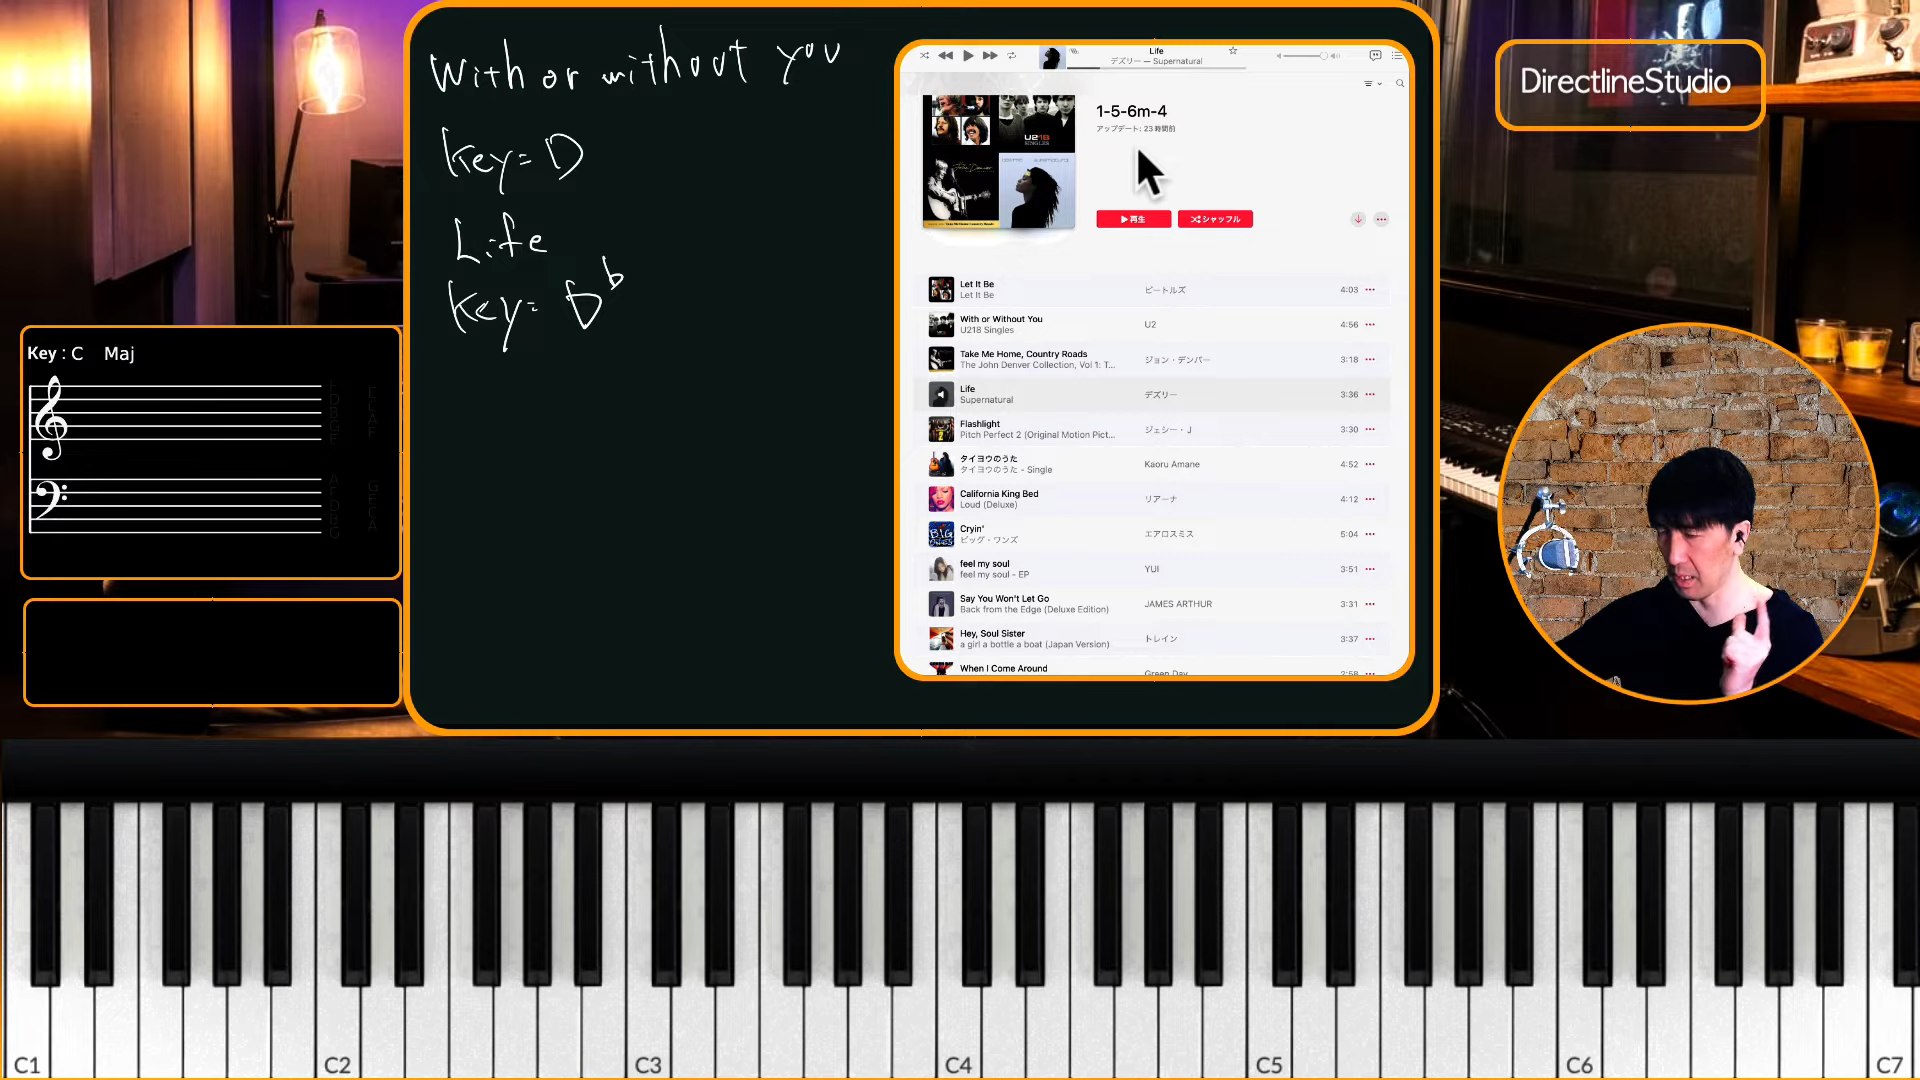 With or without you
Key=D
Life
Key=D♭
Life
デズリー — Supernatural
1-5-6m-4
アップデート: 23時間前
▶再生
シャッフル
Let It Be
Let It Be
ビートルズ
4:03
With or Without You
U218 Singles
U2
4:56
Take Me Home, Country Roads
The John Denver Collection, Vol 1: T...
ジョン・デンバー
3:18
Life
Supernatural
デズリー
3:36
Flashlight
Pitch Perfect 2 (Original Motion Pict...
ジェシー・J
3:30
タイヨウのうた
タイヨウのうた - Single
Kaoru Amane
4:52
California King Bed
Loud (Deluxe)
リアーナ
4:12
Cryin'
ビッグ・ワンズ
エアロスミス
5:04
feel my soul
feel my soul - EP
YUI
3:51
Say You Won't Let Go
Back from the Edge (Deluxe Edition)
JAMES ARTHUR
3:31
Hey, Soul Sister
a girl a bottle a boat (Japan Version)
トレイン
3:37
When I Come Around
Green Day
2:58
DirectlineStudio
Key : C Maj
C1 C2 C3 C4 C5 C6 C7